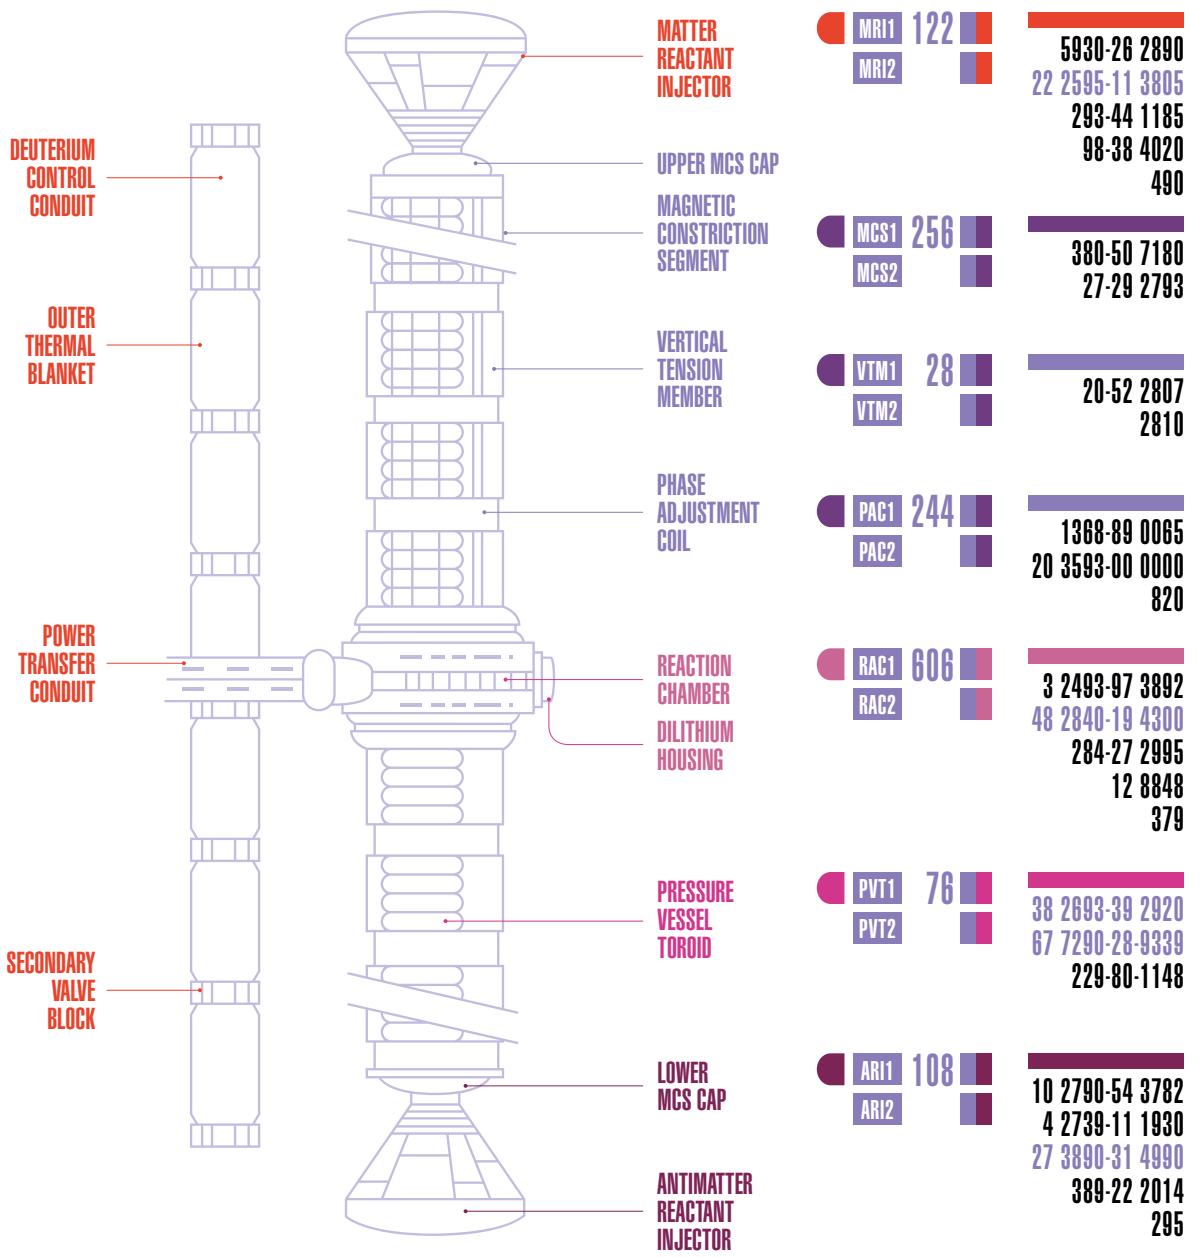 DEUTERIUM
CONTROL
CONDUIT
OUTER
THERMAL
BLANKET
POWER
TRANSFER
CONDUIT
SECONDARY
VALVE
BLOCK
MATTER
REACTANT
INJECTOR
UPPER MCS CAP
MAGNETIC
CONSTRICTION
SEGMENT
VERTICAL
TENSION
MEMBER
PHASE
ADJUSTMENT
COIL
REACTION
CHAMBER
DILITHIUM
HOUSING
PRESSURE
VESSEL
TOROID
LOWER
MCS CAP
ANTIMATTER
REACTANT
INJECTOR
MRI1 122
MRI2
5930-26 2890
22 2595-11 3805
293-44 1185
98-38 4020
490
MCS1 256
MCS2
380-50 7180
27-29 2793
VTM1 28
VTM2
20-52 2807
2810
PAC1 244
PAC2
1368-89 0065
20 3593-00 0000
820
RAC1 606
RAC2
3 2493-97 3892
48 2840-19 4300
284-27 2995
12 8848
379
PVT1 76
PVT2
38 2693-39 2920
67 7290-28-9339
229-80-1148
ARI1 108
ARI2
10 2790-54 3782
4 2739-11 1930
27 3890-31 4990
389-22 2014
295